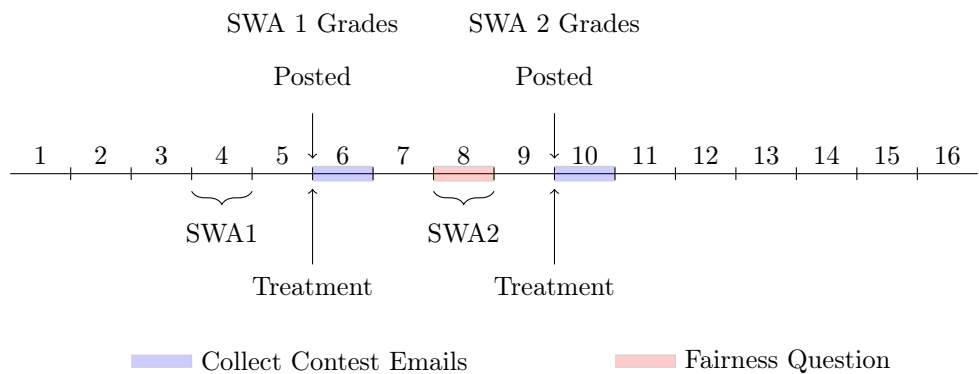 SWA 1 Grades SWA 2 Grades
Posted Posted
1 2 3 4 5 6 7 8 9 10 11 12 13 14 15 16
SWA1 SWA2
Treatment Treatment
Collect Contest Emails Fairness Question